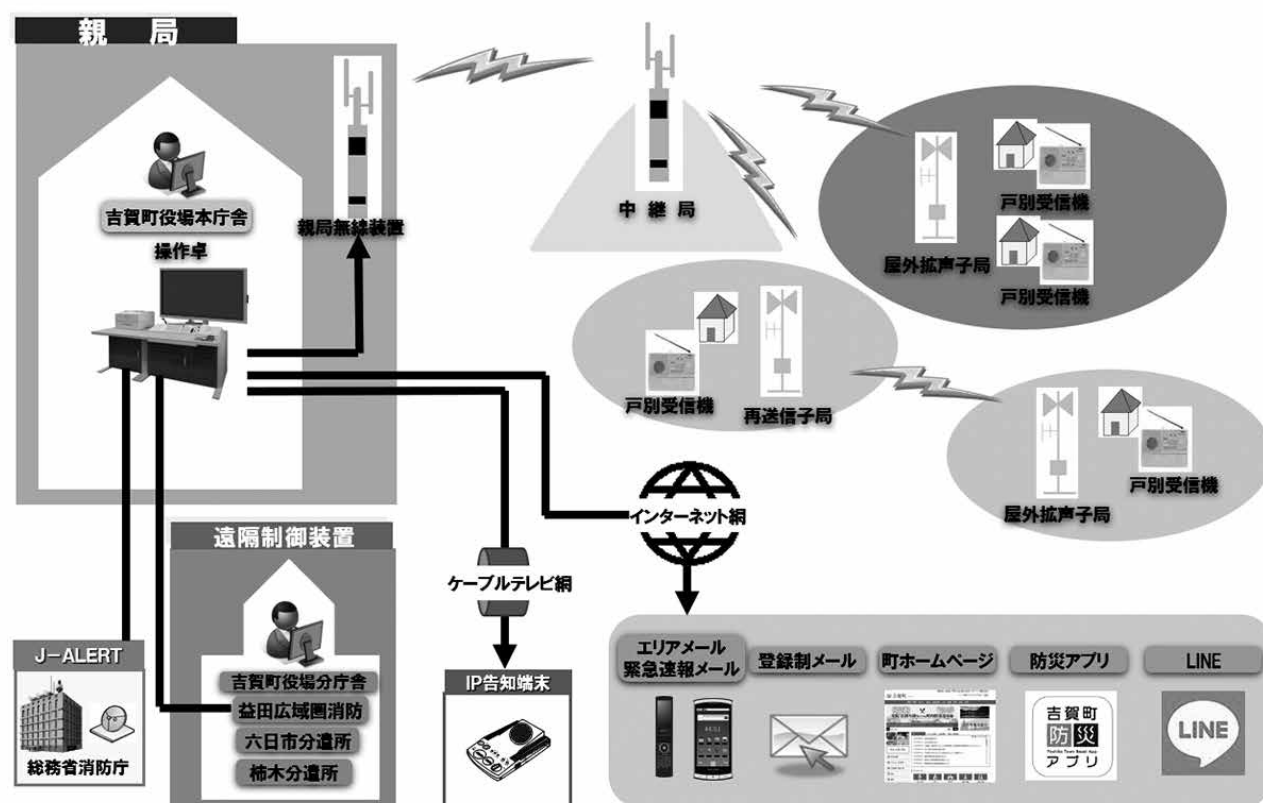 親　局
吉賀町役場本庁舎
操作卓
親局無線装置
中継局
戸別受信機
屋外拡声子局
戸別受信機
戸別受信機
再送信子局
屋外拡声子局
戸別受信機
インターネット網
ケーブルテレビ網
遠隔制御装置
吉賀町役場分庁舎
益田広域圏消防
六日市分遣所
柿木分遣所
J-ALERT
総務省消防庁
IP告知端末
エリアメール
緊急速報メール
登録制メール
町ホームページ
防災アプリ
吉賀町
防災
アプリ
LINE
LINE